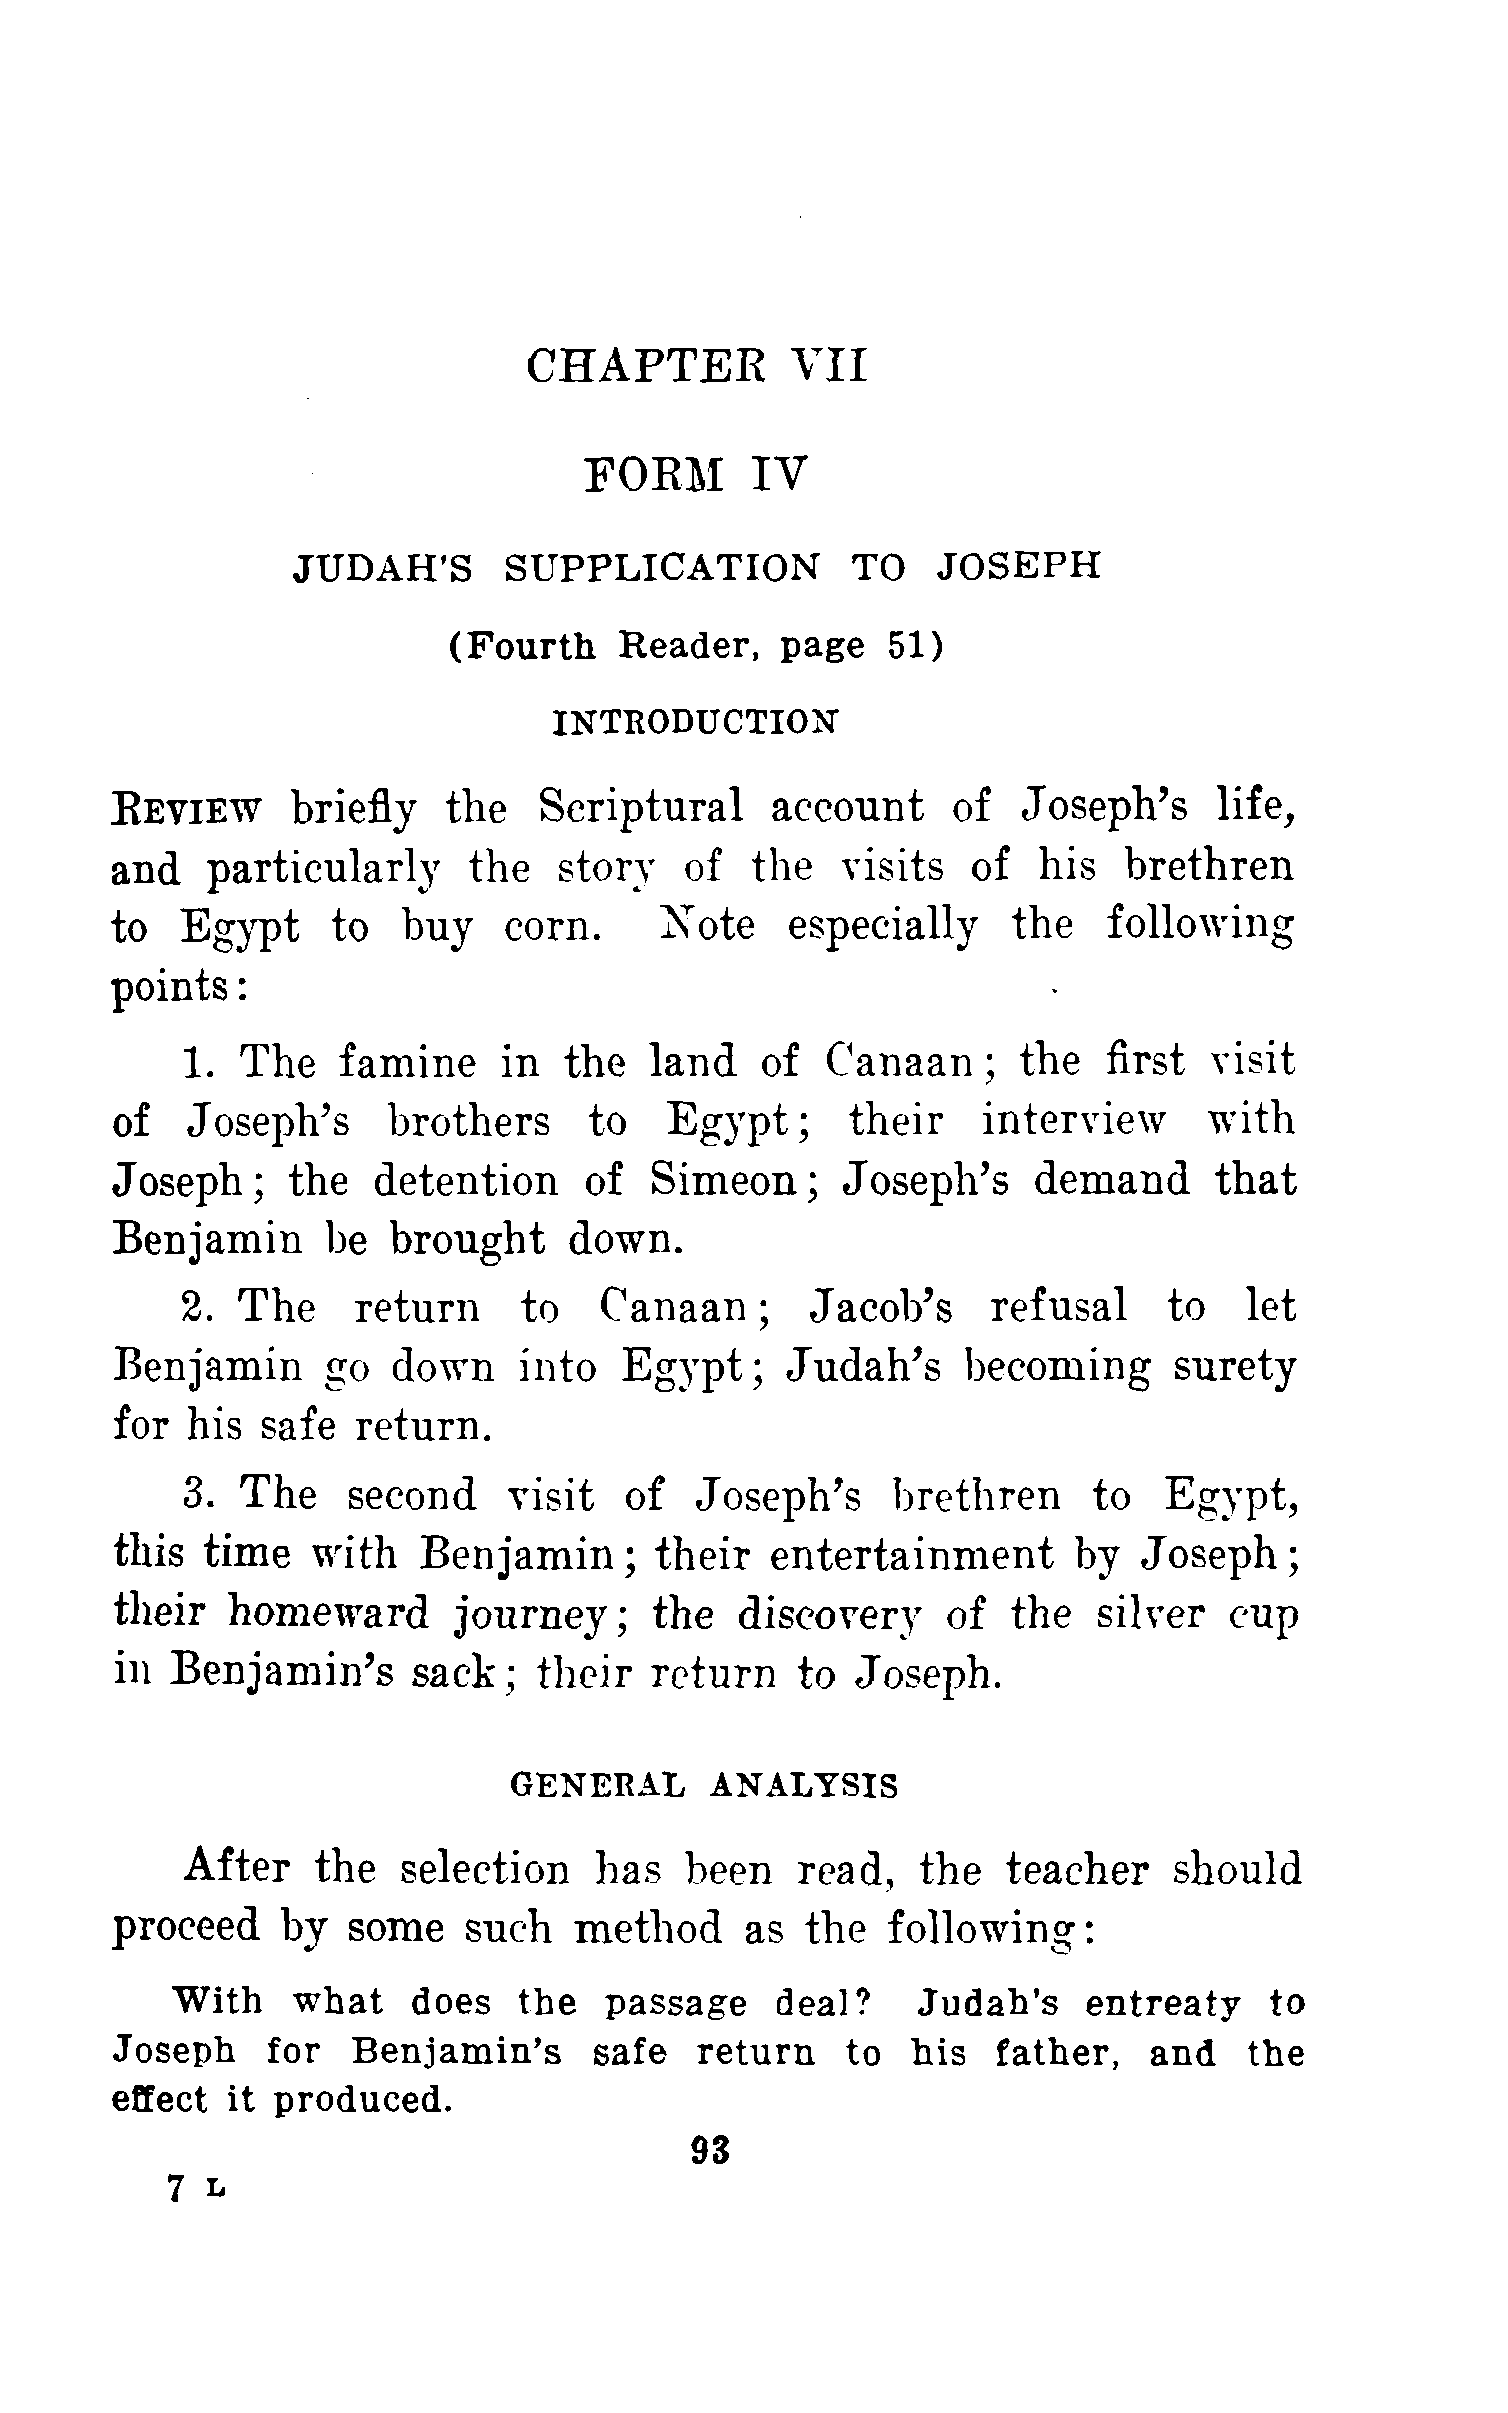 CHAPTER VII
FORM IV
JUDAH'S SUPPLICATION TO JOSEPH
(Fourth Reader, page 51)
INTRODUCTION
REVIEW briefly the Scriptural account of Joseph's life,
and particularly the story of the visits of his brethren
to Egypt to buy corn. Note especially the following
points:
1. The famine in the land of Canaan; the first visit
of Joseph's brothers to Egypt; their interview with
Joseph; the detention of Simeon; Joseph's demand that
Benjamin be brought down.
2. The return to Canaan; Jacob's refusal to let
Benjamin go down into Egypt; Judah's becoming surety
for his safe return.
3. The second visit of Joseph's brethren to Egypt,
this time with Benjamin; their entertainment by Joseph;
their homeward journey; the discovery of the silver cup
in Benjamin's sack; their return to Joseph.
GENERAL ANALYSIS
After the selection has been read, the teacher should
proceed by some such method as the following:
With what does the passage deal? Judah's entreaty to
Joseph for Benjamin's safe return to his father, and the
effect it produced.
93
7 L